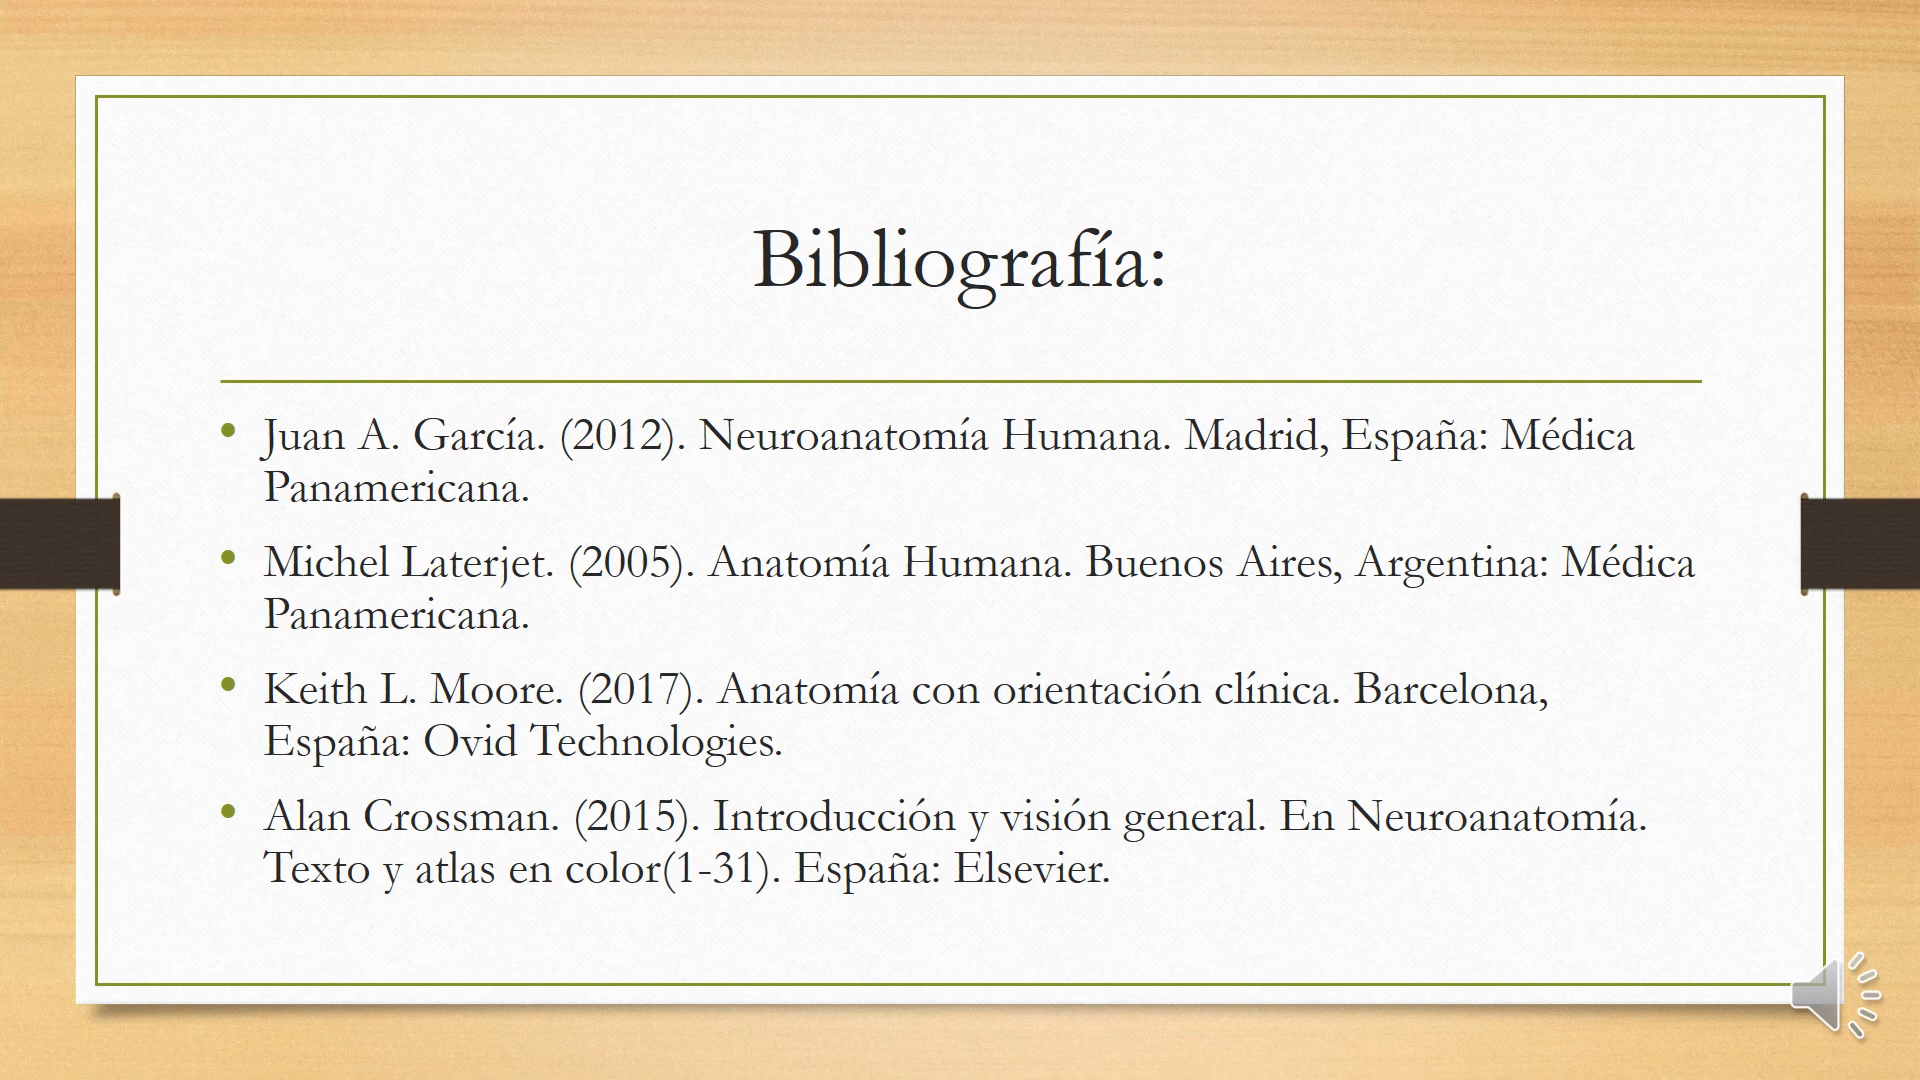 Bibliografía:
• Juan A. García. (2012). Neuroanatomía Humana. Madrid, España: Médica
Panamericana.
• Michel Laterjet. (2005). Anatomía Humana. Buenos Aires, Argentina: Médica
Panamericana.
• Keith L. Moore. (2017). Anatomía con orientación clínica. Barcelona,
España: Ovid Technologies.
• Alan Crossman. (2015). Introducción y visión general. En Neuroanatomía.
Texto y atlas en color(1-31). España: Elsevier.